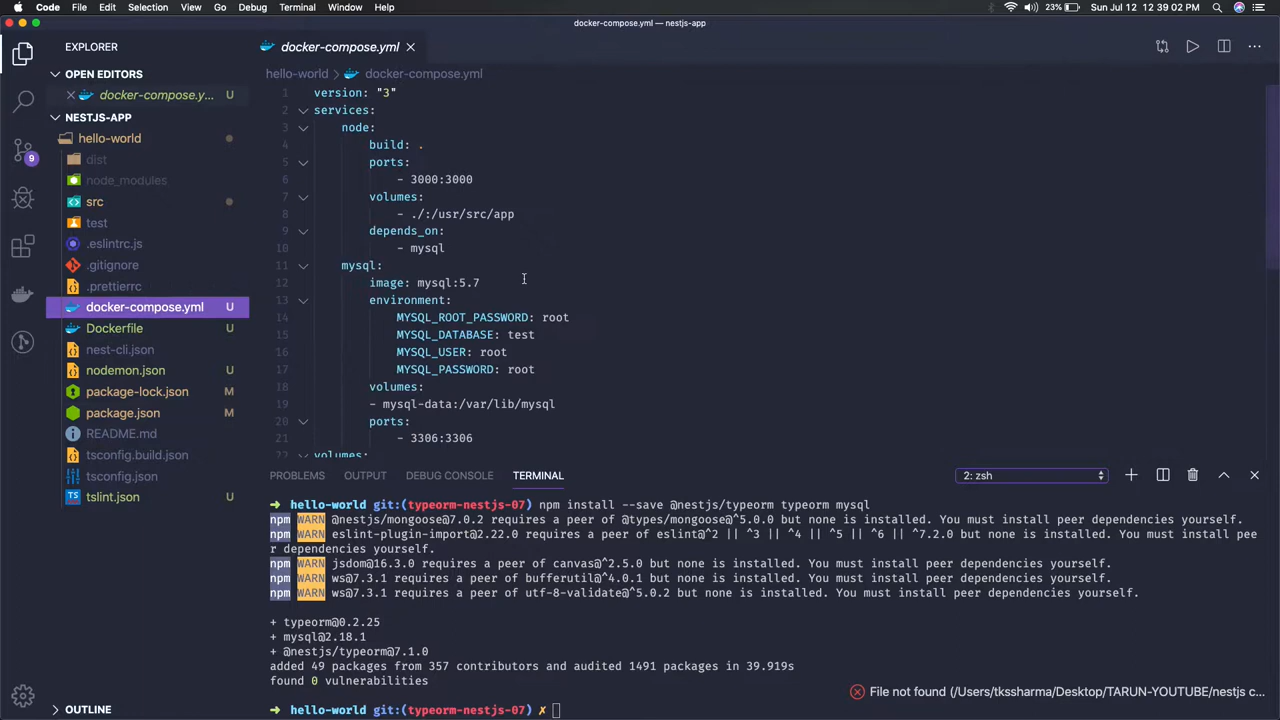 Code File Edit Selection View Go Debug Terminal Window Help 23% Sun Jul 12 12:39:02 PM
docker-compose.yml — nestjs-app
EXPLORER
OPEN EDITORS
docker-compose.y... U
NESTJS-APP
hello-world
dist
node_modules
src
test
.eslintrc.js
.gitignore
.prettierrc
docker-compose.yml U
Dockerfile U
nest-cli.json
nodemon.json U
package-lock.json M
package.json M
README.md
tsconfig.build.json
tsconfig.json
tslint.json U
OUTLINE
9
docker-compose.yml
hello-world > docker-compose.yml
1 version: "3"
2 services:
3 node:
4 build: .
5 ports:
6 - 3000:3000
7 volumes:
8 - ./:/usr/src/app
9 depends_on:
10 - mysql
11 mysql:
12 image: mysql:5.7
13 environment:
14 MYSQL_ROOT_PASSWORD: root
15 MYSQL_DATABASE: test
16 MYSQL_USER: root
17 MYSQL_PASSWORD: root
18 volumes:
19 - mysql-data:/var/lib/mysql
20 ports:
21 - 3306:3306
22 volumes:
PROBLEMS OUTPUT DEBUG CONSOLE TERMINAL 2: zsh
➜ hello-world git:(typeorm-nestjs-07) npm install --save @nestjs/typeorm typeorm mysql
npm WARN @nestjs/mongoose@7.0.2 requires a peer of @types/mongoose@^5.0.0 but none is installed. You must install peer dependencies yourself.
npm WARN eslint-plugin-import@2.22.0 requires a peer of eslint@^2 || ^3 || ^4 || ^5 || ^6 || ^7.2.0 but none is installed. You must install pee
r dependencies yourself.
npm WARN jsdom@16.3.0 requires a peer of canvas@^2.5.0 but none is installed. You must install peer dependencies yourself.
npm WARN ws@7.3.1 requires a peer of bufferutil@^4.0.1 but none is installed. You must install peer dependencies yourself.
npm WARN ws@7.3.1 requires a peer of utf-8-validate@^5.0.2 but none is installed. You must install peer dependencies yourself.
+ typeorm@0.2.25
+ mysql@2.18.1
+ @nestjs/typeorm@7.1.0
added 49 packages from 357 contributors and audited 1491 packages in 39.919s
found 0 vulnerabilities
➜ hello-world git:(typeorm-nestjs-07) ✗
File not found (/Users/tkssharma/Desktop/TARUN-YOUTUBE/nestjs c...